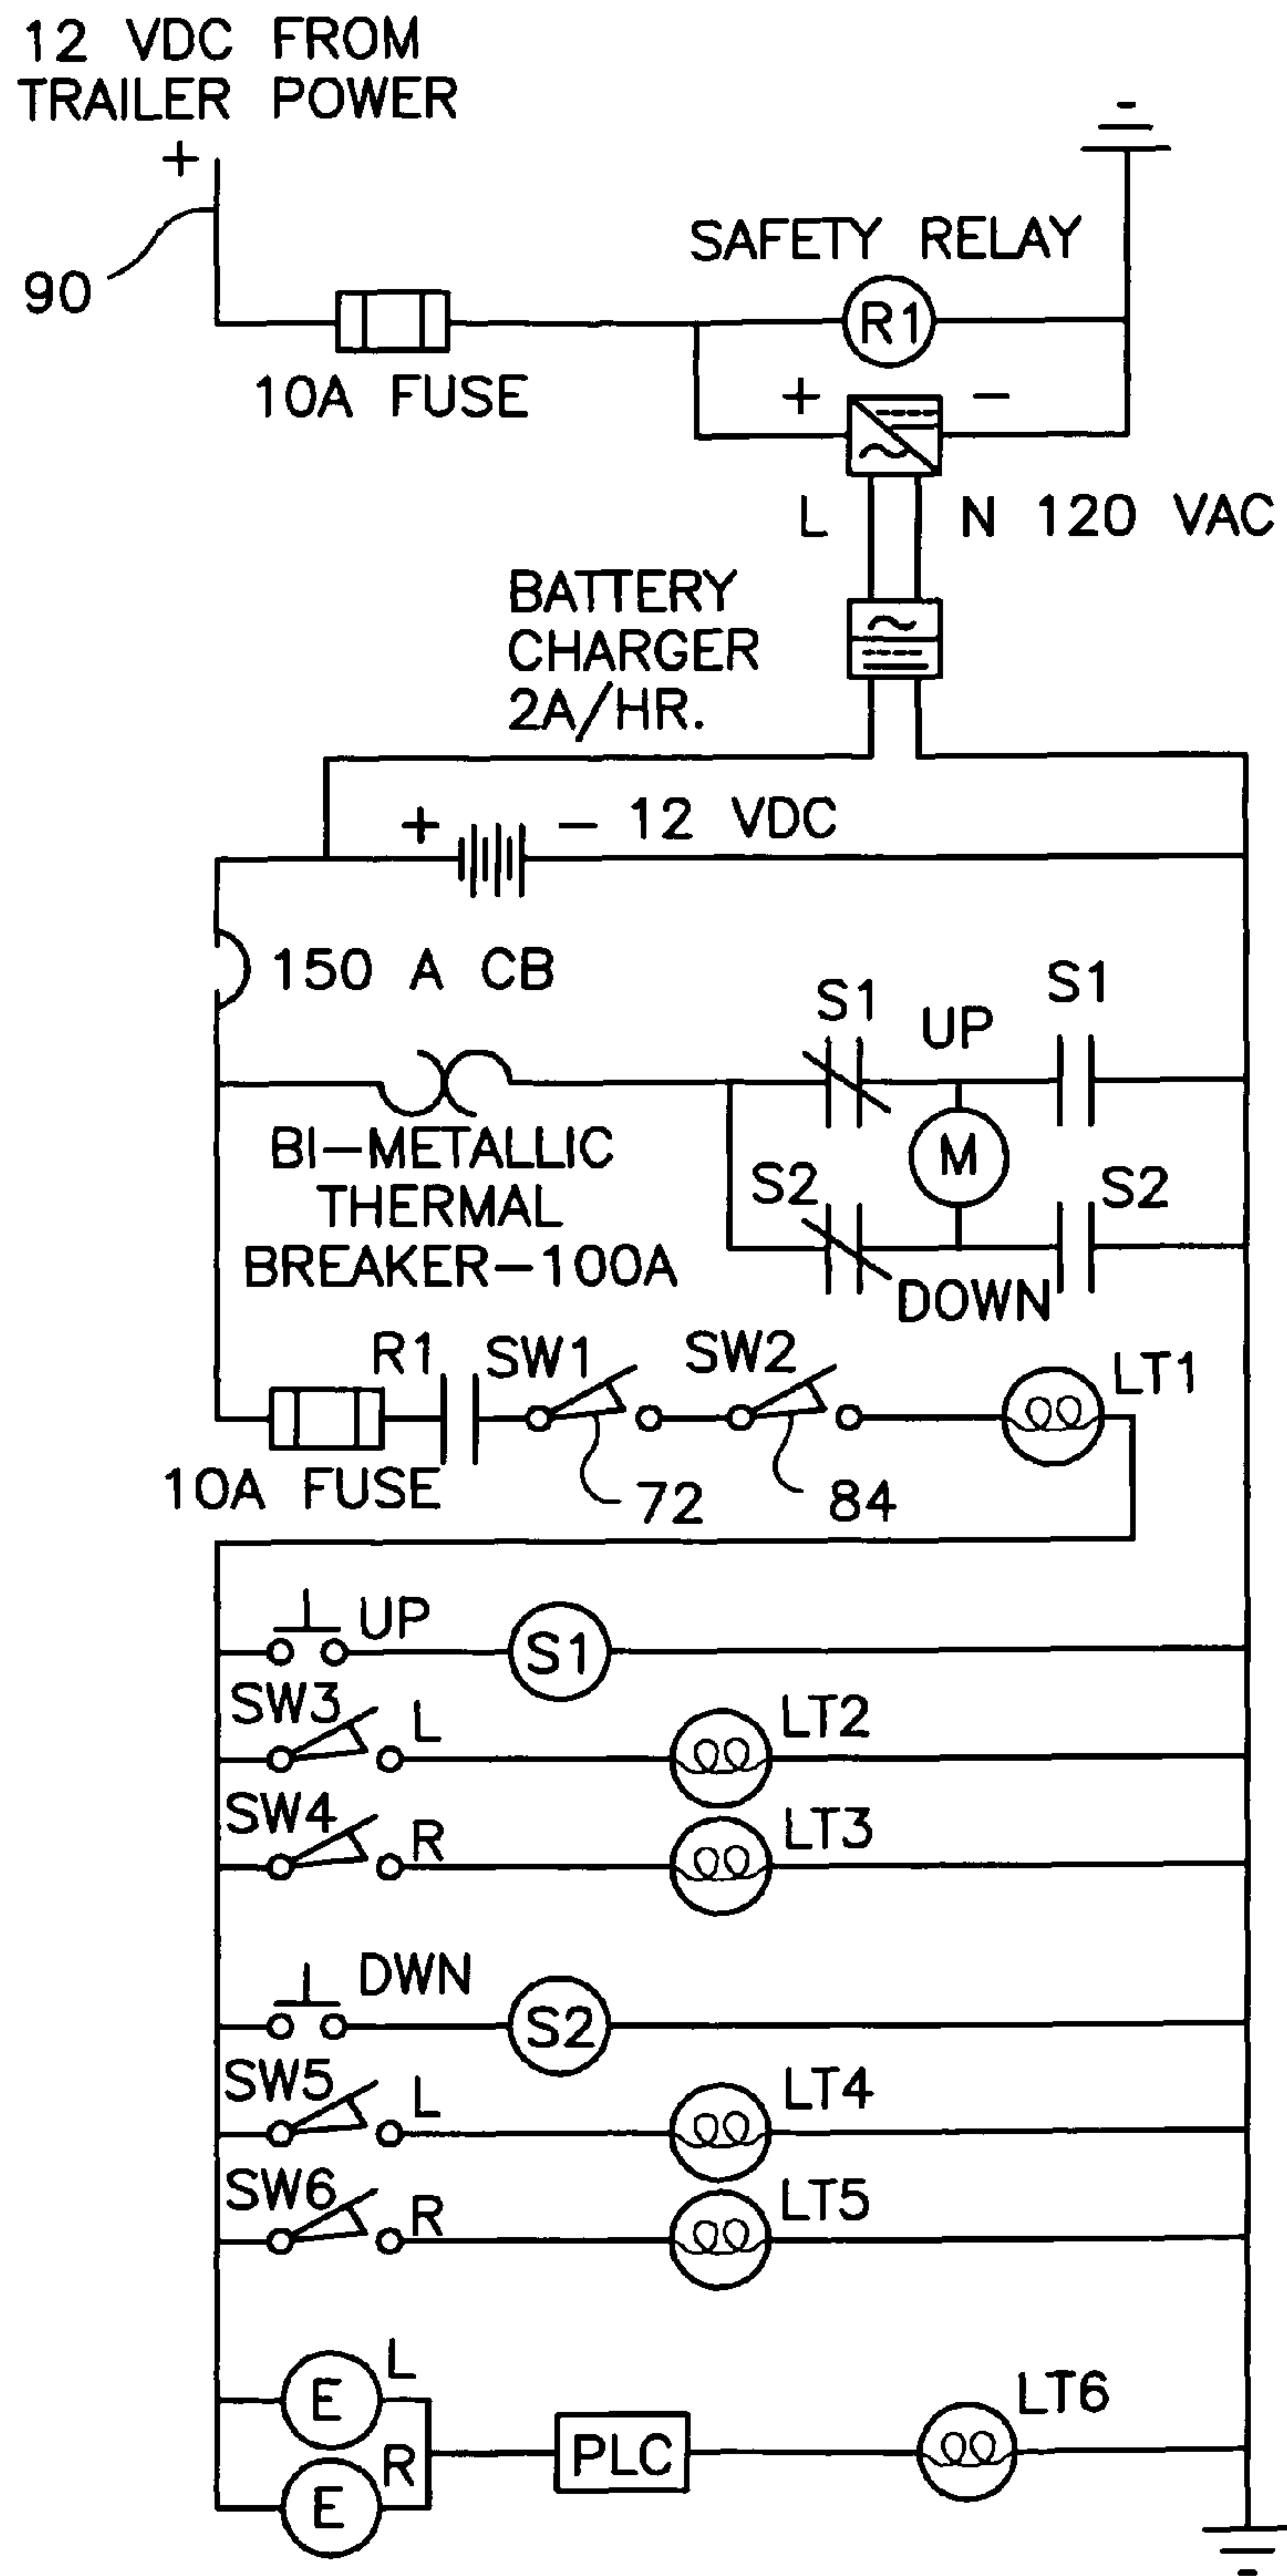 12 VDC FROM
TRAILER POWER
+
90
SAFETY RELAY
R1
10A FUSE
+ -
L N 120 VAC
BATTERY
CHARGER
2A/HR.
+ - 12 VDC
150 A CB
S1 UP S1
BI-METALLIC
THERMAL
BREAKER-100A
M
S2 S2
DOWN
R1 SW1 SW2 LT1
10A FUSE 72 84
UP S1
SW3 L LT2
SW4 R LT3
DWN S2
SW5 L LT4
SW6 R LT5
E L
E R
PLC LT6